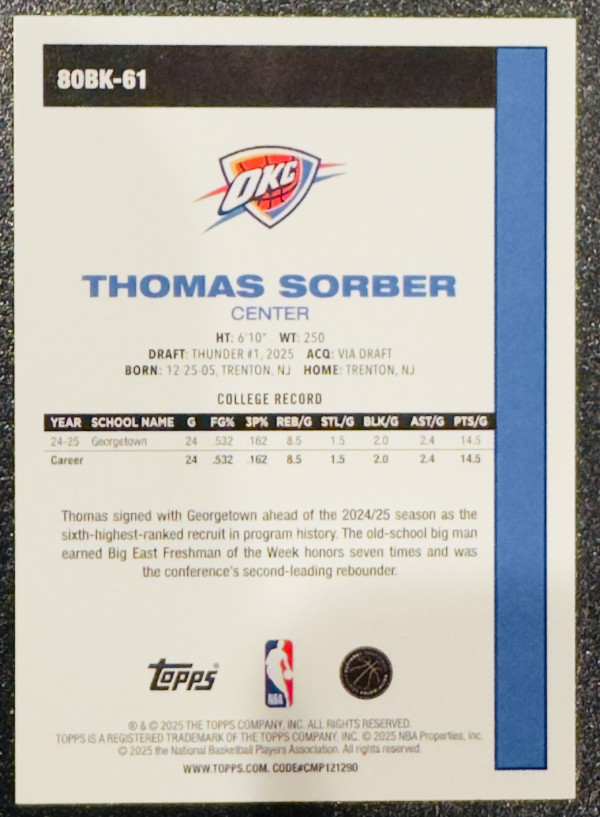 80BK-61
OKC
THOMAS SORBER
CENTER
HT: 6'10" WT: 250
DRAFT: THUNDER #1, 2025 ACQ: VIA DRAFT
BORN: 12-25-05, TRENTON, NJ HOME: TRENTON, NJ
COLLEGE RECORD
YEAR SCHOOL NAME G FG% 3P% REB/G STL/G BLK/G AST/G PTS/G
24-25 Georgetown 24 .532 .162 8.5 1.5 2.0 2.4 14.5
Career 24 .532 .162 8.5 1.5 2.0 2.4 14.5
Thomas signed with Georgetown ahead of the 2024/25 season as the
sixth-highest-ranked recruit in program history. The old-school big man
earned Big East Freshman of the Week honors seven times and was
the conference's second-leading rebounder.
topps®
NBA
® & © 2025 THE TOPPS COMPANY, INC. ALL RIGHTS RESERVED.
TOPPS IS A REGISTERED TRADEMARK OF THE TOPPS COMPANY, INC. © 2025 NBA Properties, Inc.
© 2025 the National Basketball Players Association. All rights reserved.
WWW.TOPPS.COM. CODE#CMP121290